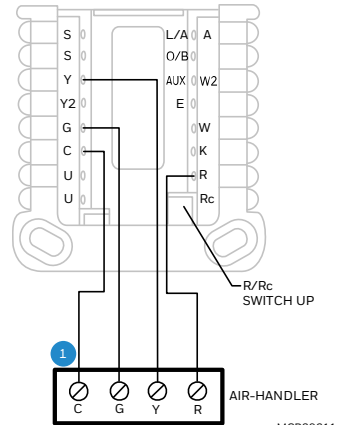 S L/A A
S O/B
Y AUX W2
Y2 E
G W
C K
U R
U Rc
R/Rc
SWITCH UP
1
C G Y R
AIR-HANDLER